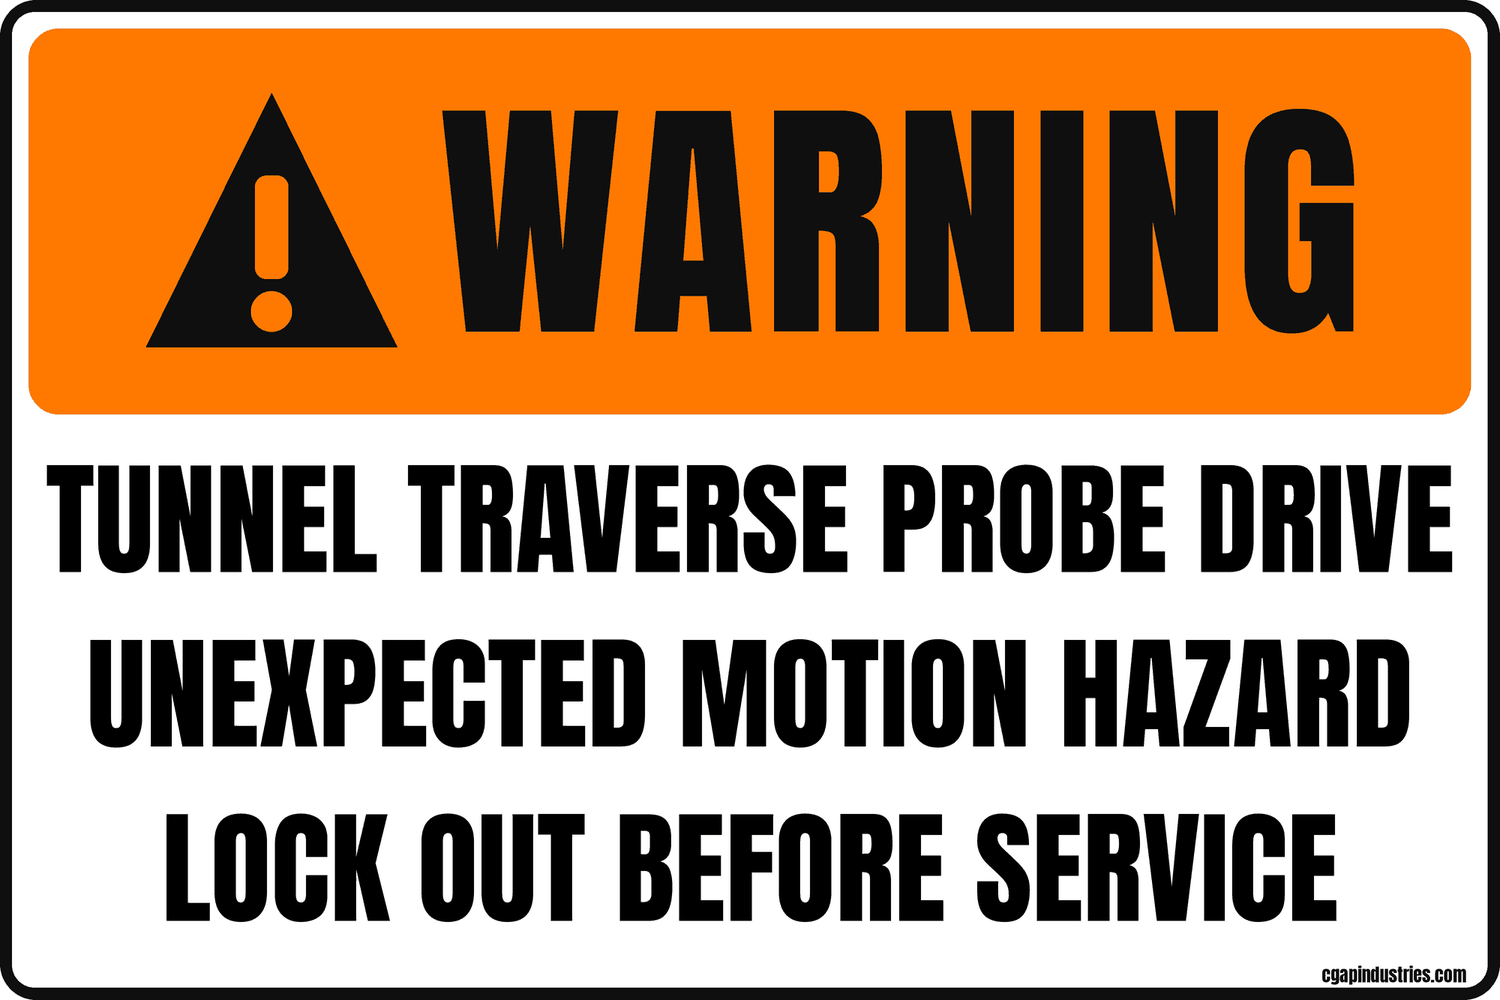 WARNING
TUNNEL TRAVERSE PROBE DRIVE
UNEXPECTED MOTION HAZARD
LOCK OUT BEFORE SERVICE
cgapindustries.com